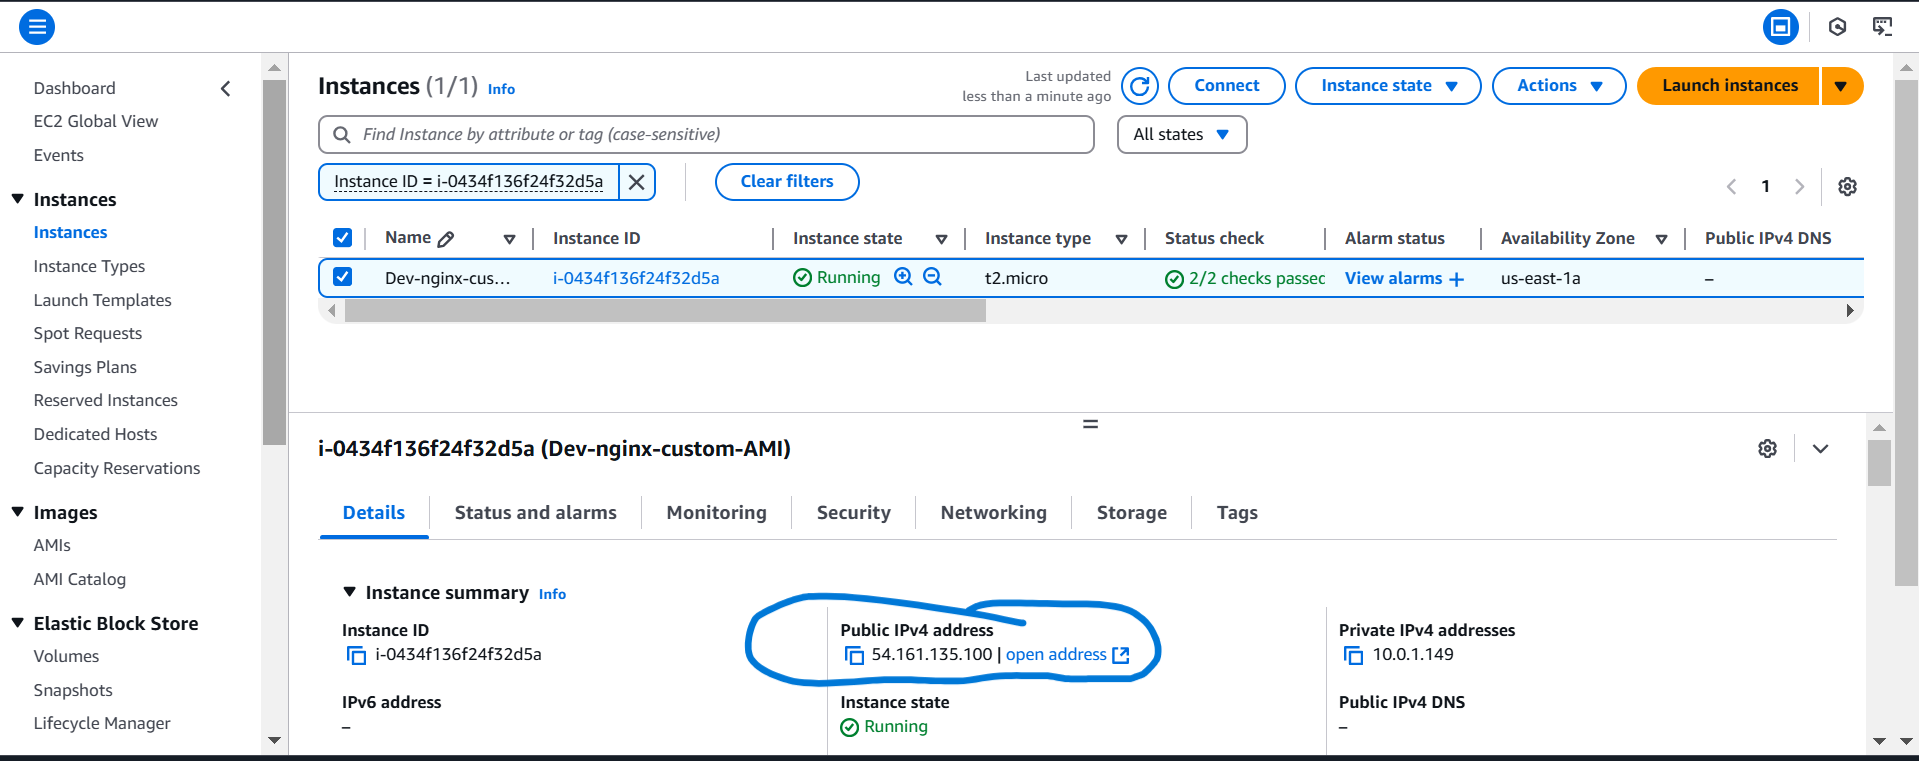 Dashboard
EC2 Global View
Events
Instances
Instances
Instance Types
Launch Templates
Spot Requests
Savings Plans
Reserved Instances
Dedicated Hosts
Capacity Reservations
Images
AMIs
AMI Catalog
Elastic Block Store
Volumes
Snapshots
Lifecycle Manager
Instances (1/1) Info
Last updated
less than a minute ago
Connect
Instance state
Actions
Launch instances
Find Instance by attribute or tag (case-sensitive)
All states
Instance ID = i-0434f136f24f32d5a
Clear filters
1
Name Instance ID Instance state Instance type Status check Alarm status Availability Zone Public IPv4 DNS
Dev-nginx-cus... i-0434f136f24f32d5a Running t2.micro 2/2 checks passed View alarms + us-east-1a –
i-0434f136f24f32d5a (Dev-nginx-custom-AMI)
Details Status and alarms Monitoring Security Networking Storage Tags
Instance summary Info
Instance ID
i-0434f136f24f32d5a
Public IPv4 address
54.161.135.100 | open address
Private IPv4 addresses
10.0.1.149
IPv6 address
–
Instance state
Running
Public IPv4 DNS
–